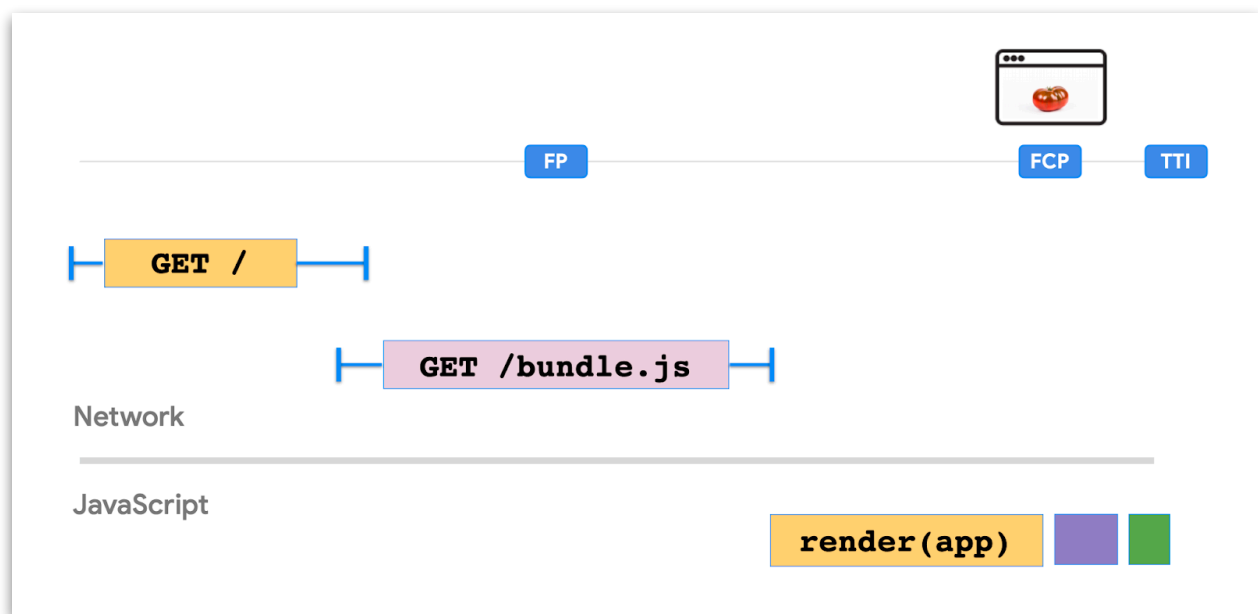 FP
FCP
TTI
GET /
GET /bundle.js
Network
JavaScript
render(app)